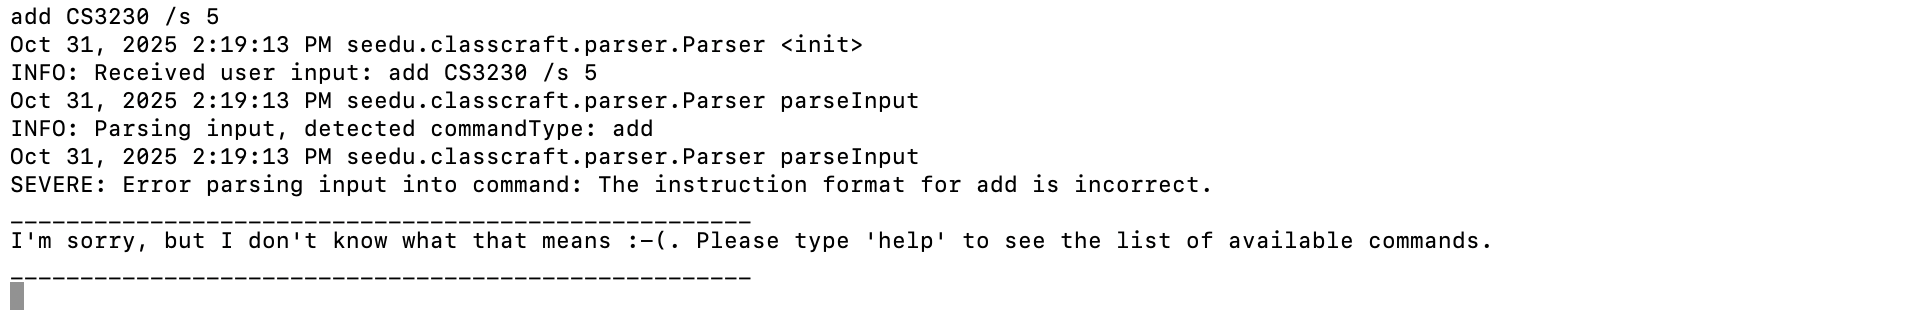 add CS3230 /s 5
Oct 31, 2025 2:19:13 PM seedu.classcraft.parser.Parser <init>
INFO: Received user input: add CS3230 /s 5
Oct 31, 2025 2:19:13 PM seedu.classcraft.parser.Parser parseInput
INFO: Parsing input, detected commandType: add
Oct 31, 2025 2:19:13 PM seedu.classcraft.parser.Parser parseInput
SEVERE: Error parsing input into command: The instruction format for add is incorrect.
_____________________________________________________
I'm sorry, but I don't know what that means :-(. Please type 'help' to see the list of available commands.
_____________________________________________________